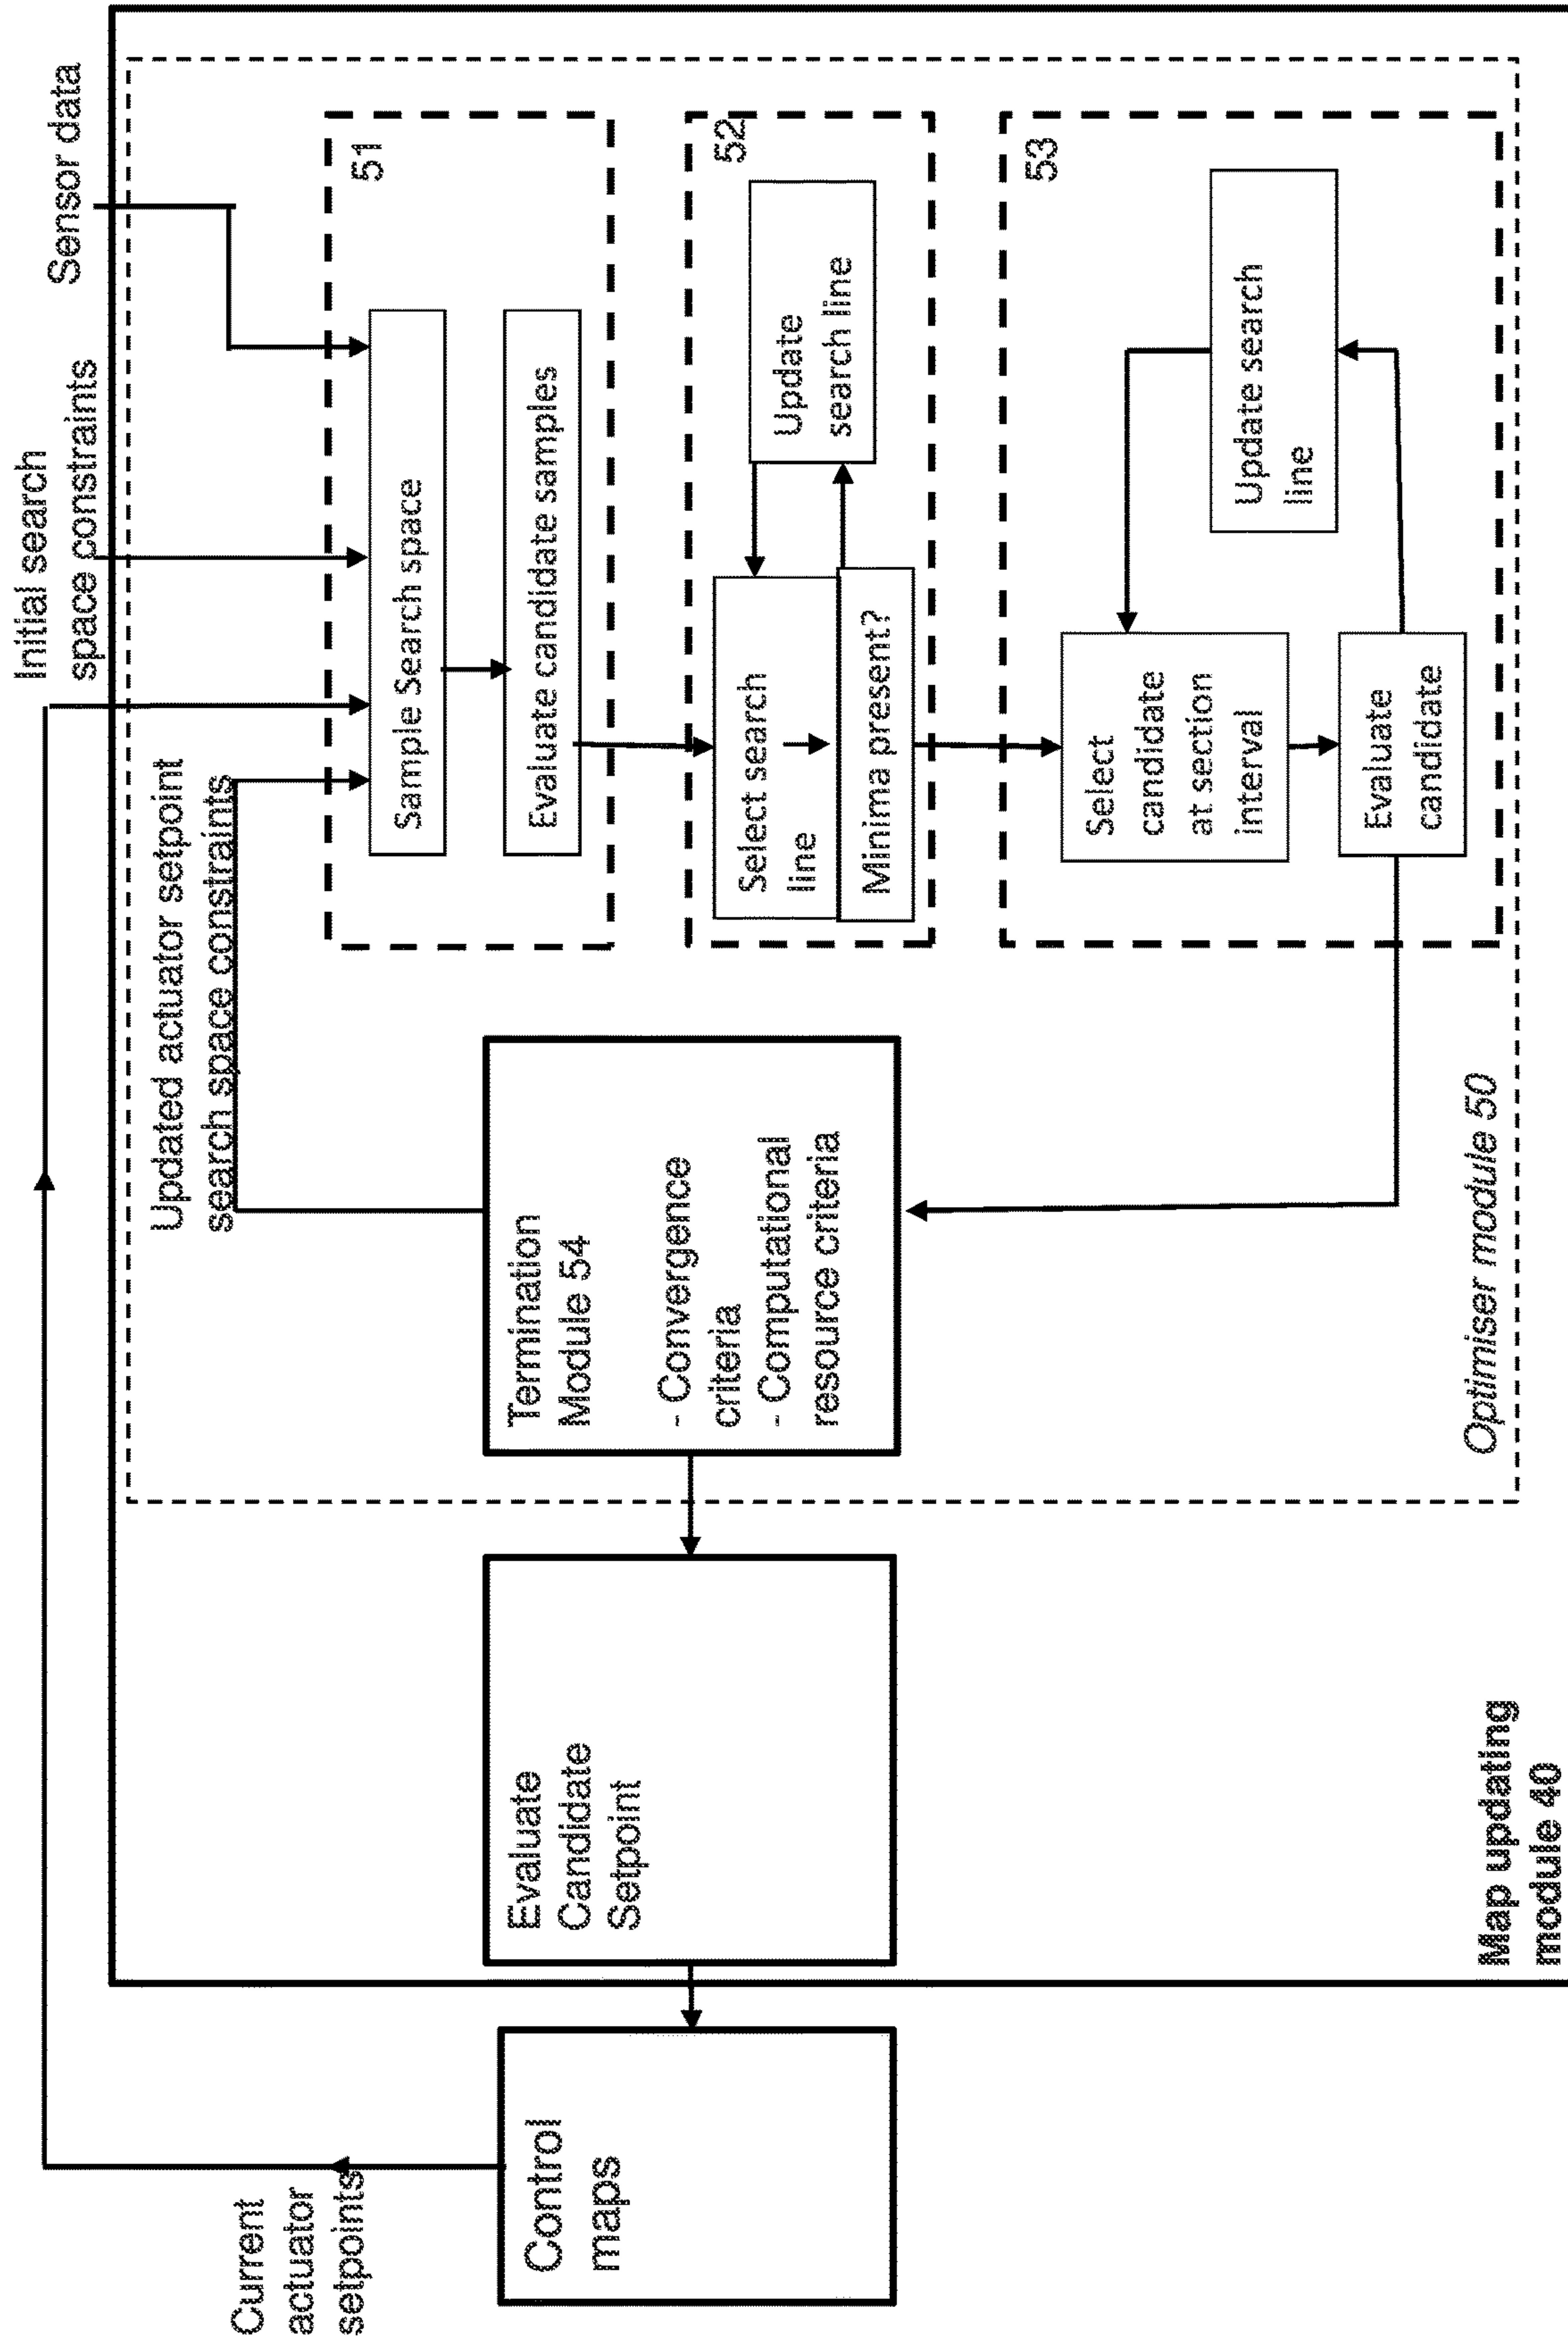 Sensor data
Initial search
space constraints
Updated actuator setpoint
search space constraints
Current
actuator
setpoints
51
Sample Search space
Evaluate candidate samples
52
Select search
line
Minima present?
Update
search line
53
Select
candidate
at section
interval
Evaluate
candidate
Update search
line
Termination
Module 54
- Convergence
criteria
- Computational
resource criteria
Optimiser module 50
Evaluate
Candidate
Setpoint
Control
maps
Map updating
module 40